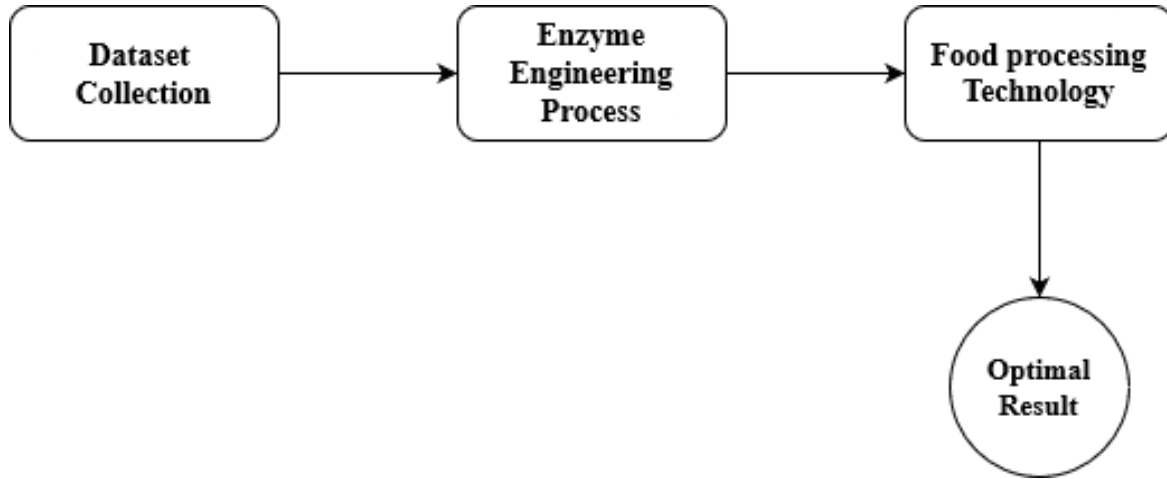 Dataset
Collection
Enzyme
Engineering
Process
Food processing
Technology
Optimal
Result